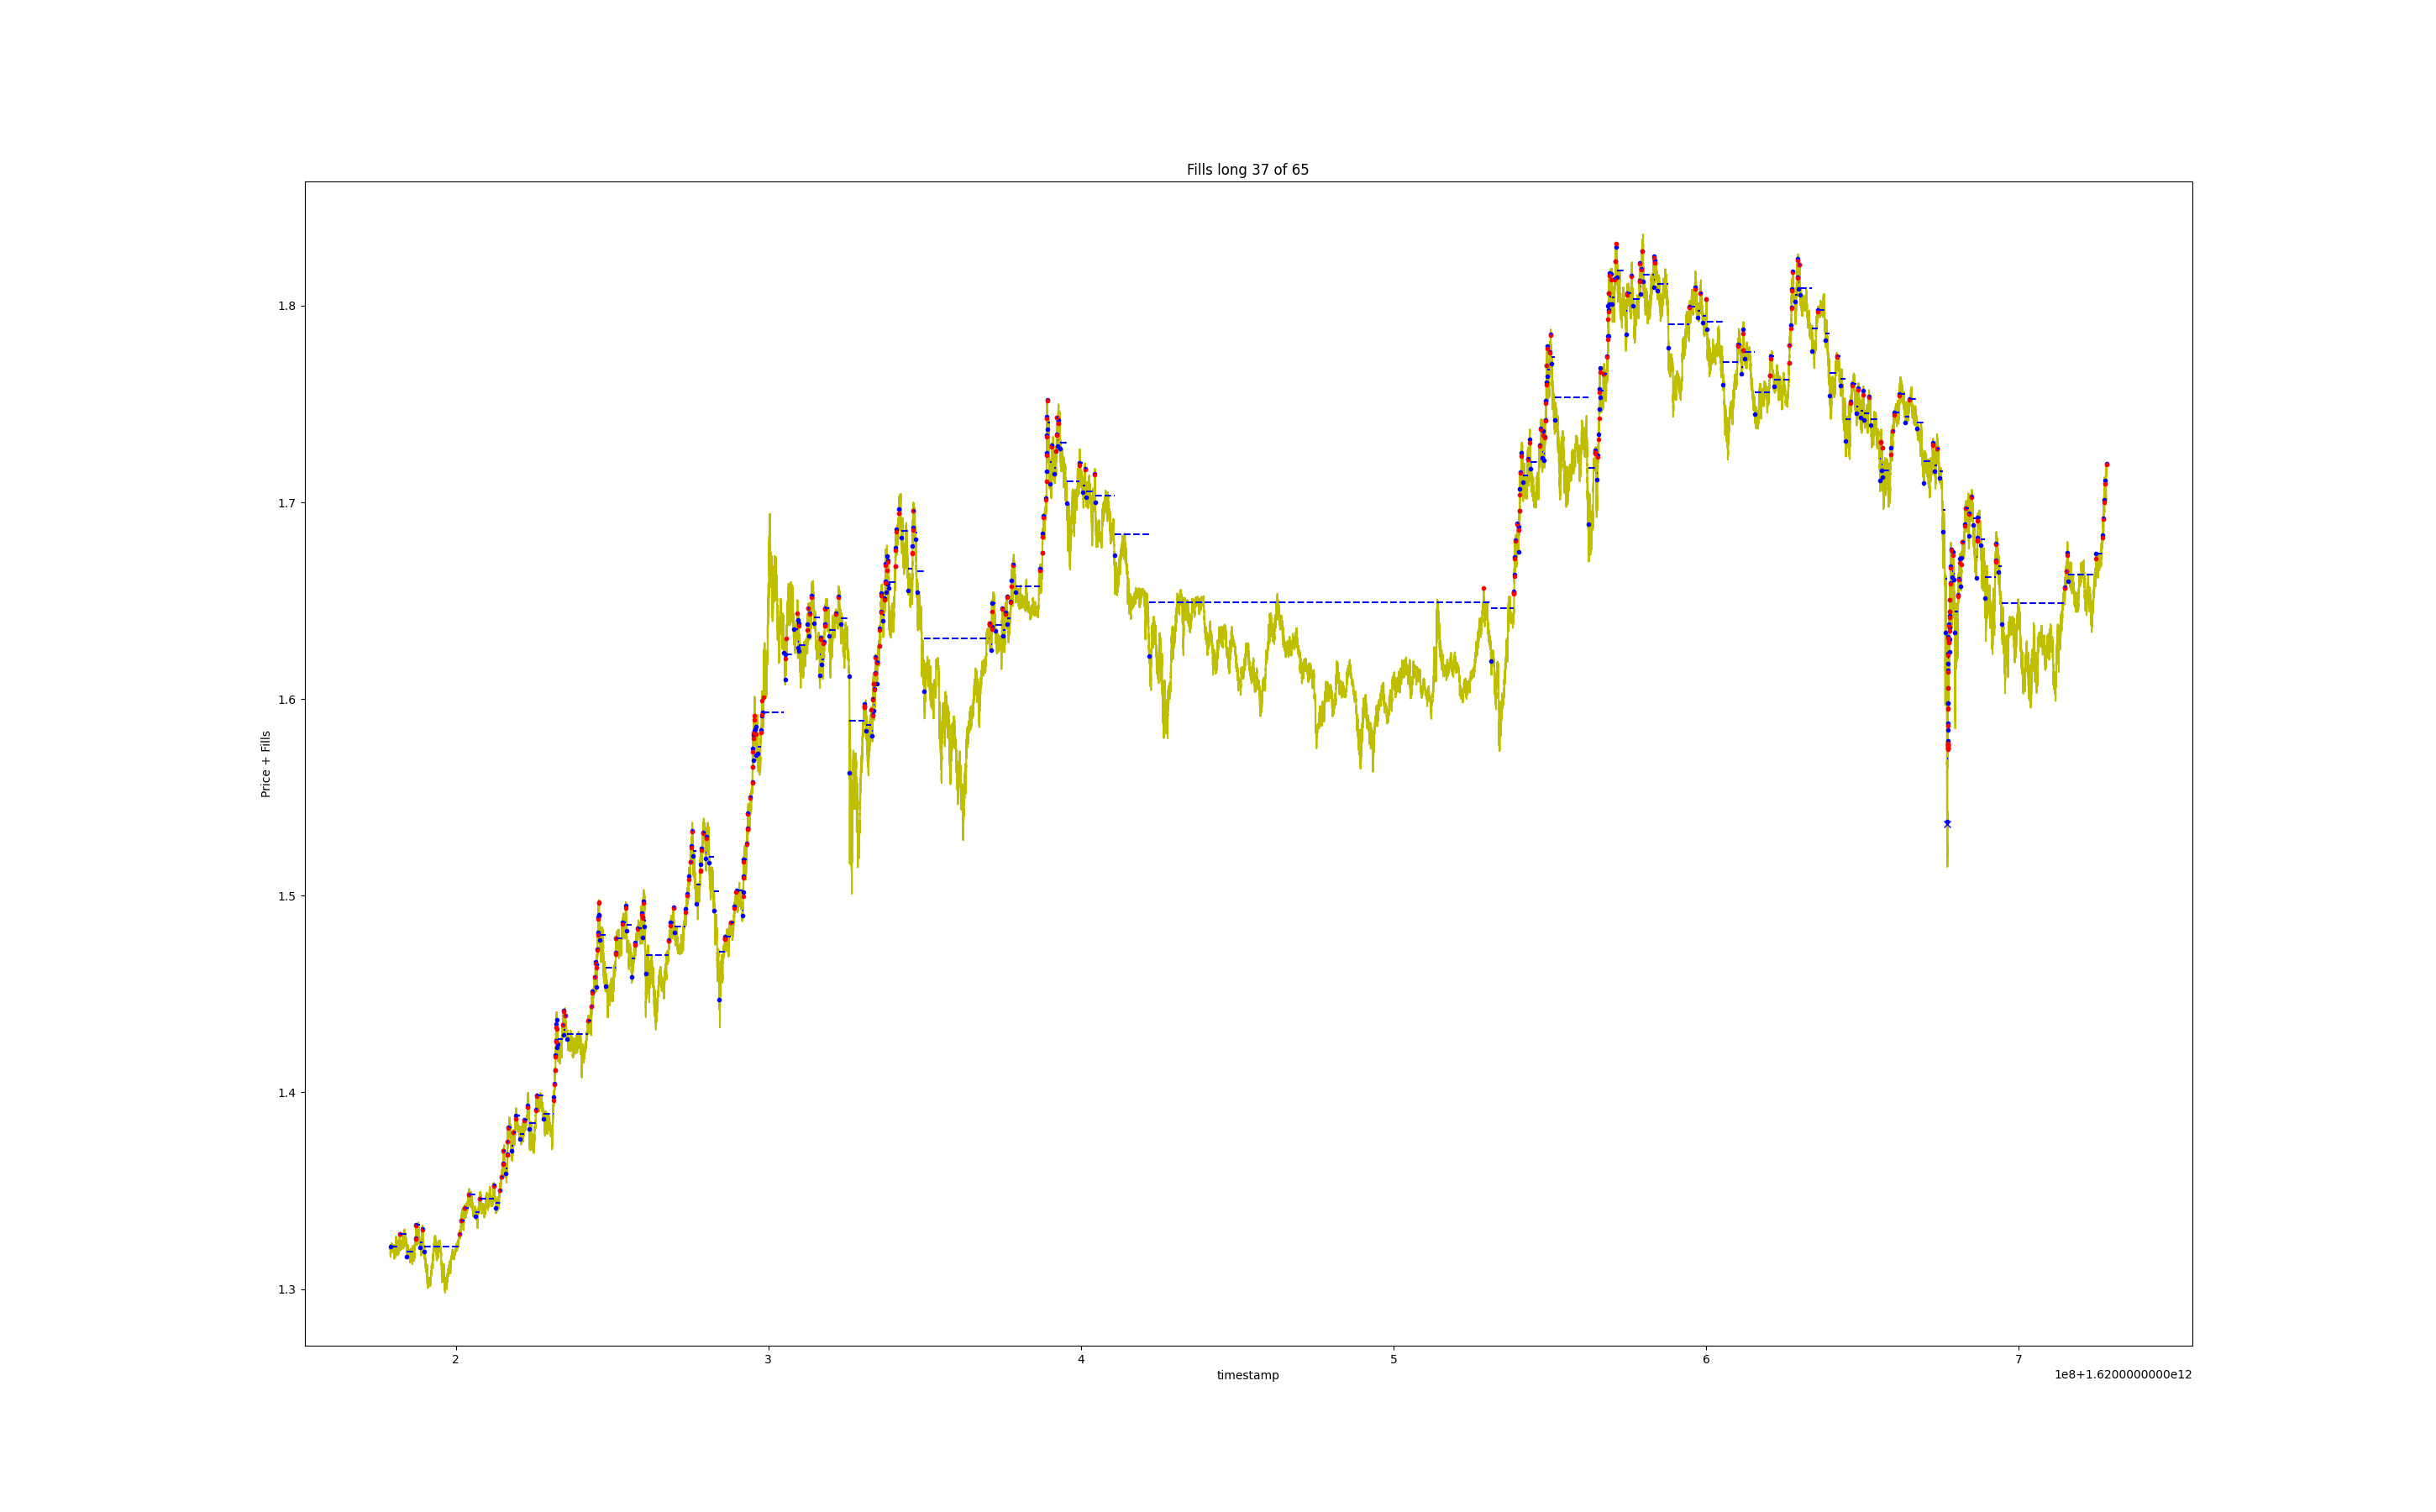 Fills long 37 of 65
1.8
1.7
1.6
1.5
1.4
1.3
Price + Fills
2 3 4 5 6 7
timestamp
1e8+1.6200000000e12